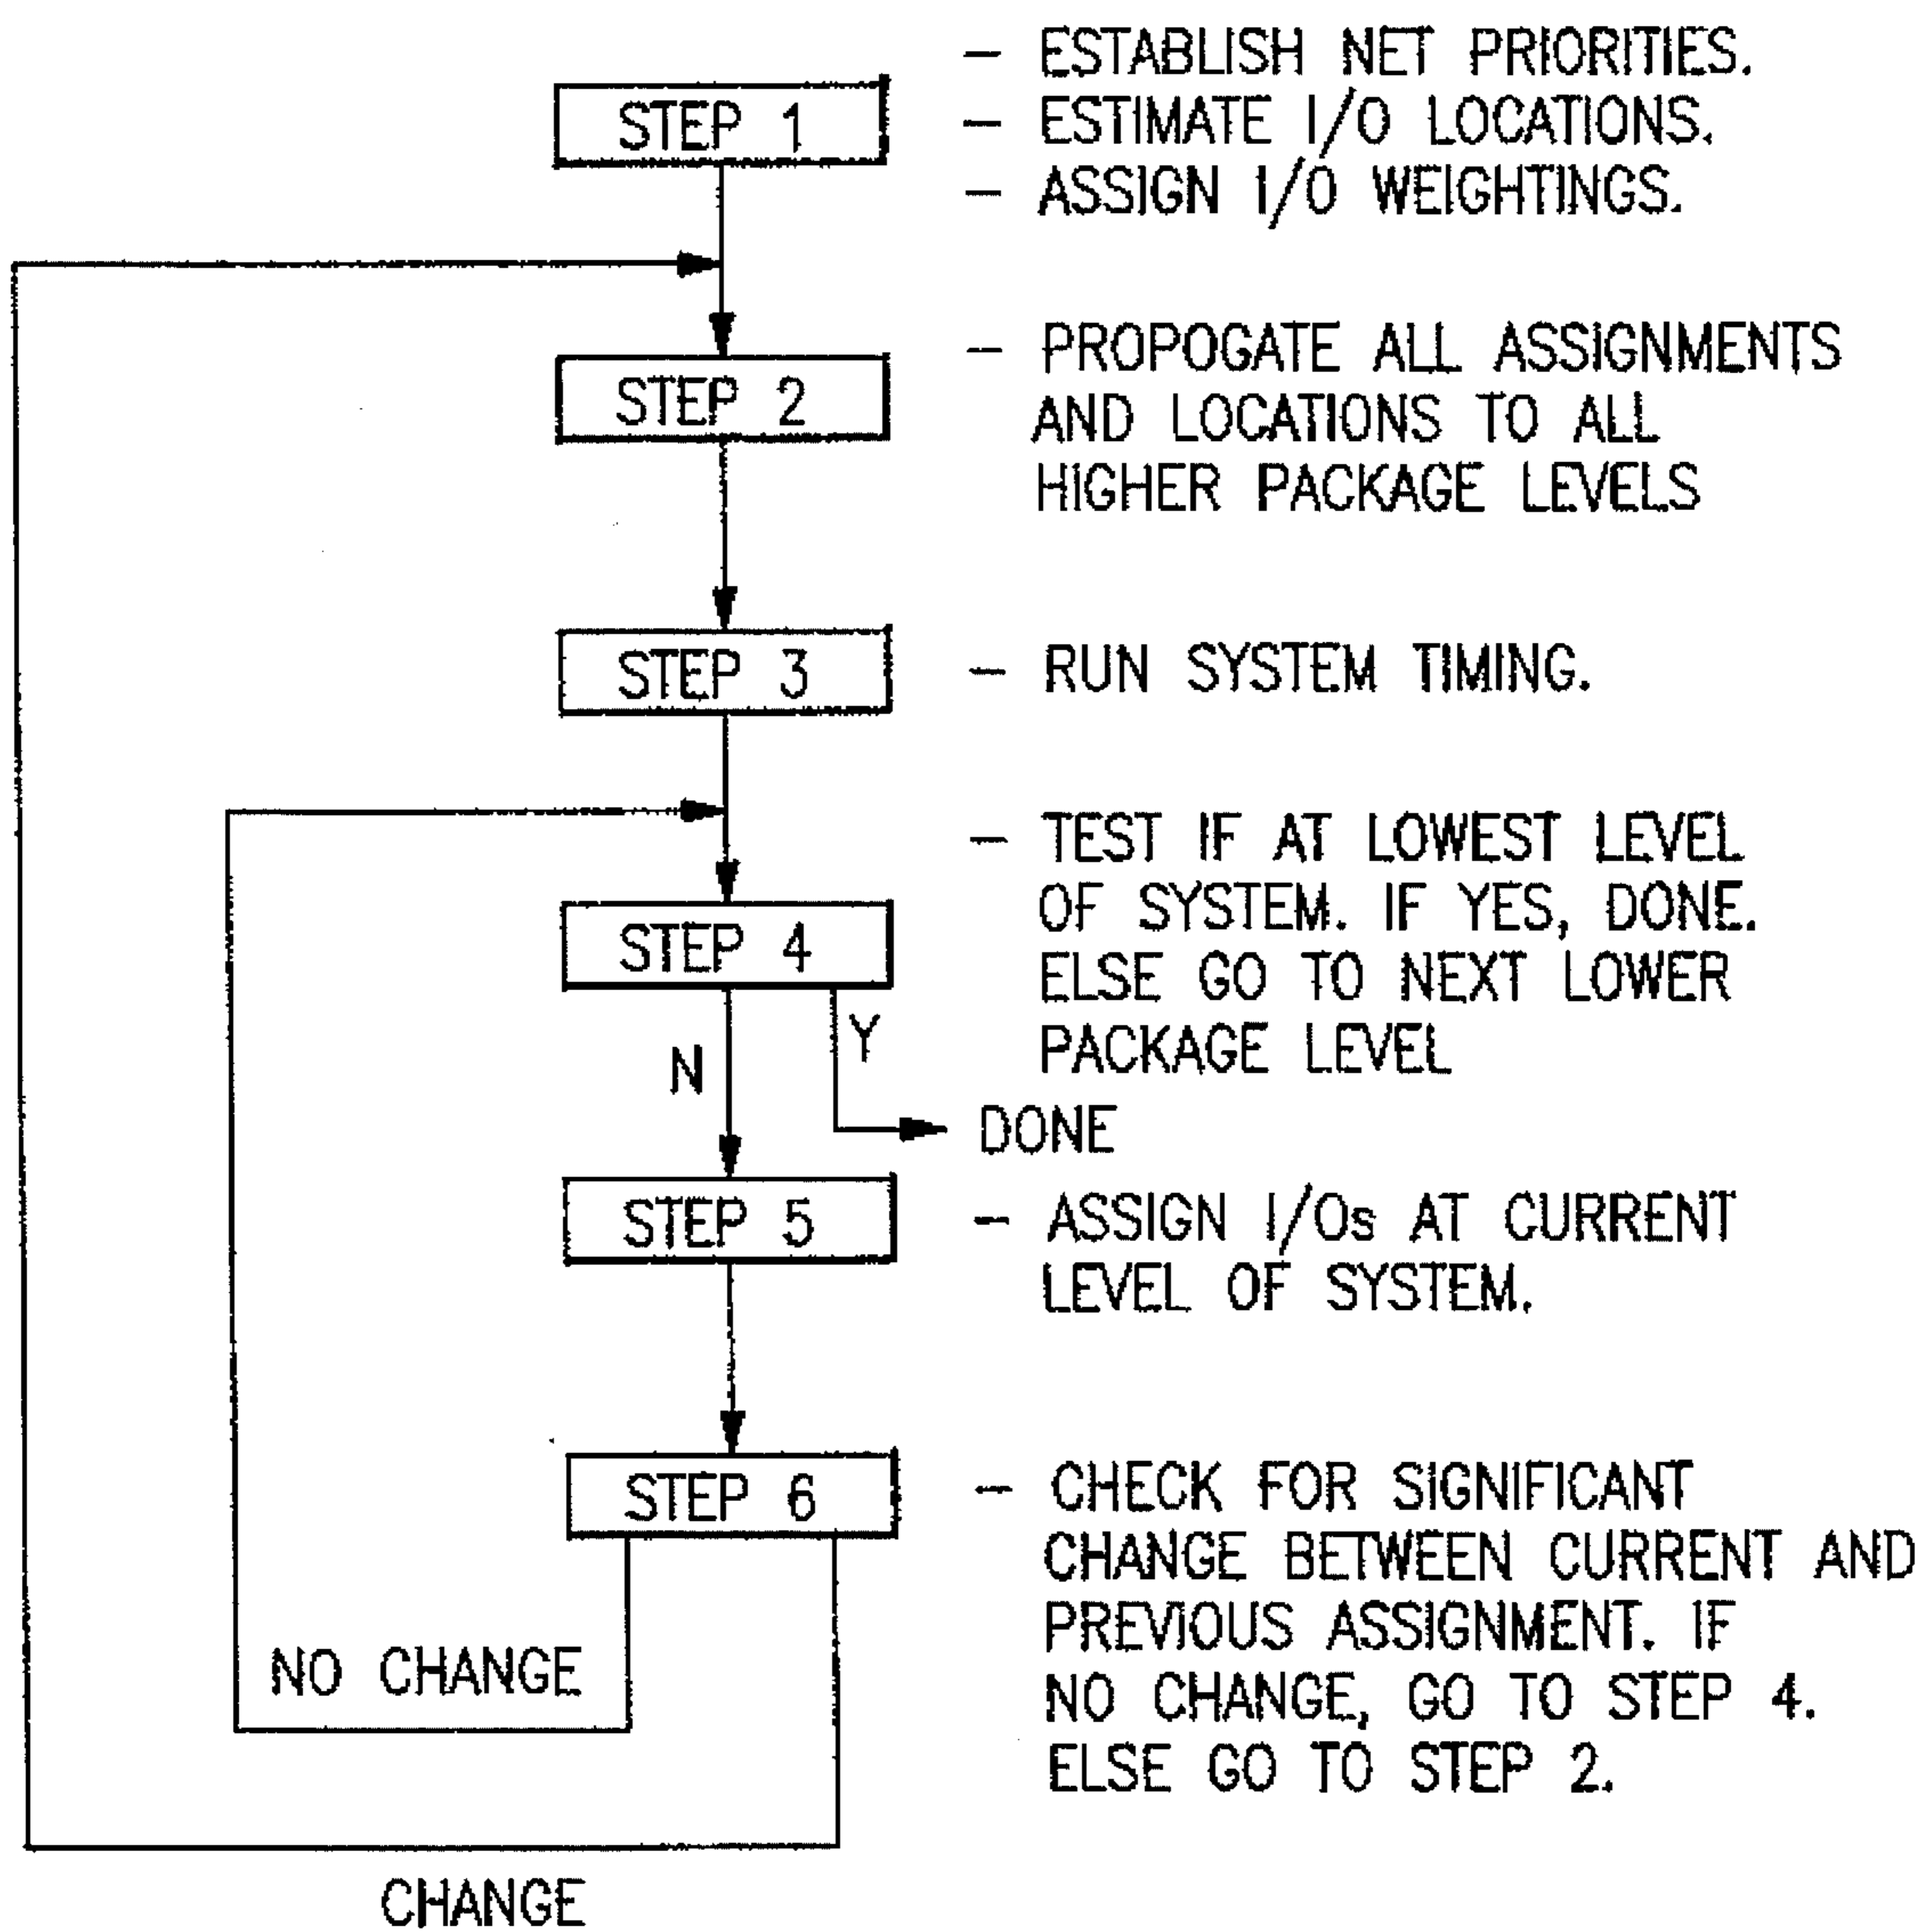 STEP 1
- ESTABLISH NET PRIORITIES.
- ESTIMATE I/O LOCATIONS.
- ASSIGN I/O WEIGHTINGS.
STEP 2
- PROPOGATE ALL ASSIGNMENTS
AND LOCATIONS TO ALL
HIGHER PACKAGE LEVELS
STEP 3
- RUN SYSTEM TIMING.
STEP 4
- TEST IF AT LOWEST LEVEL
OF SYSTEM. IF YES, DONE.
ELSE GO TO NEXT LOWER
PACKAGE LEVEL
N
Y
DONE
STEP 5
- ASSIGN I/Os AT CURRENT
LEVEL OF SYSTEM.
STEP 6
- CHECK FOR SIGNIFICANT
CHANGE BETWEEN CURRENT AND
PREVIOUS ASSIGNMENT. IF
NO CHANGE, GO TO STEP 4.
ELSE GO TO STEP 2.
NO CHANGE
CHANGE